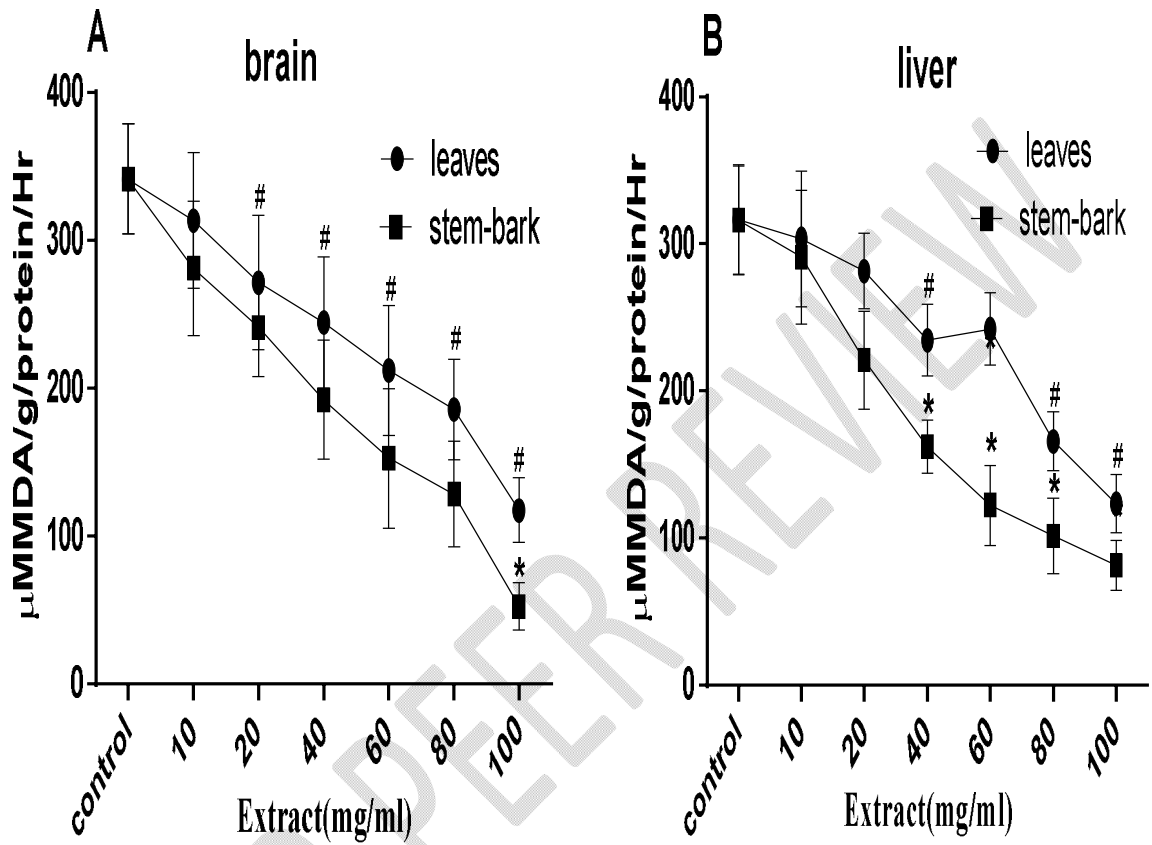 A
brain
400
300
200
100
0
µMMDA/g/protein/Hr
leaves
stem-bark
#
#
#
#
#
*
control
10
20
40
60
80
100
Extract(mg/ml)
B
liver
400
300
200
100
0
µMMDA/g/protein/Hr
leaves
stem-bark
#
*
*
*
#
*
#
*
control
10
20
40
60
80
100
Extract(mg/ml)
PEER REVIEW